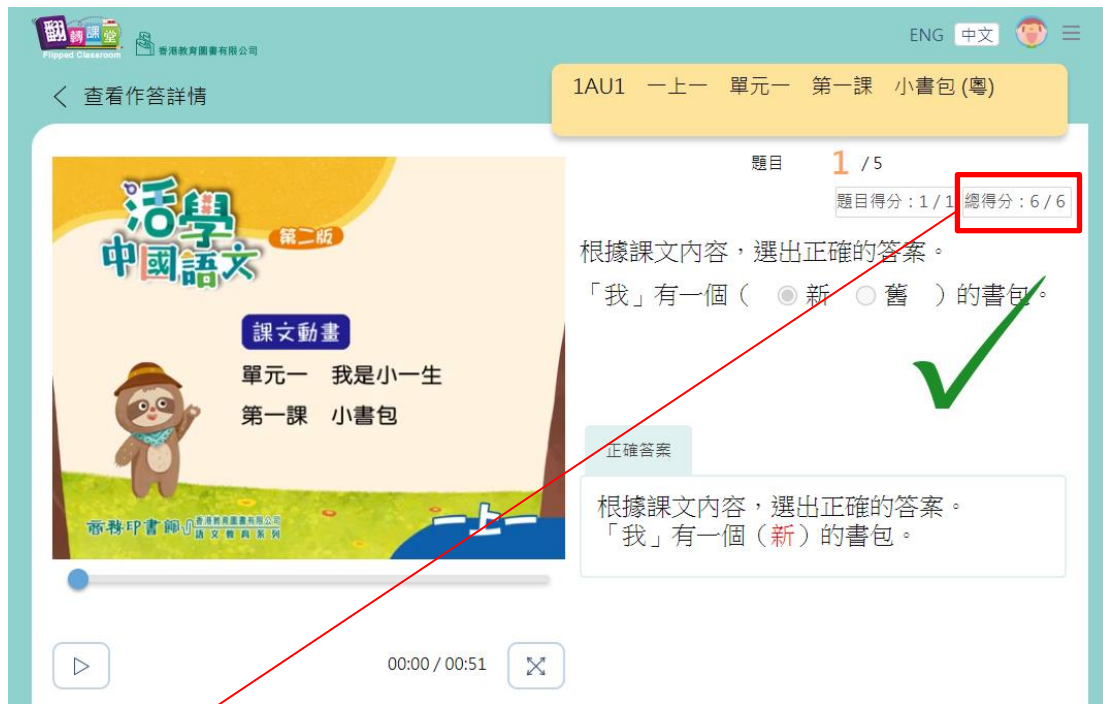 翻轉課堂
Flipped Classroom
香港教育圖書有限公司
ENG 中文
查看作答詳情
1AU1 一上一 單元一 第一課 小書包 (粵)
活學
中國語文
第二版
課文動畫
單元一 我是小一生
第一課 小書包
商務印書館
香港教育圖書有限公司
語文教與系列
一上一
00:00 / 00:51
題目 1 / 5
題目得分：1 / 1
總得分：6 / 6
根據課文內容，選出正確的答案。
「我」有一個（ 新 舊 ）的書包。
正確答案
根據課文內容，選出正確的答案。
「我」有一個（新）的書包。